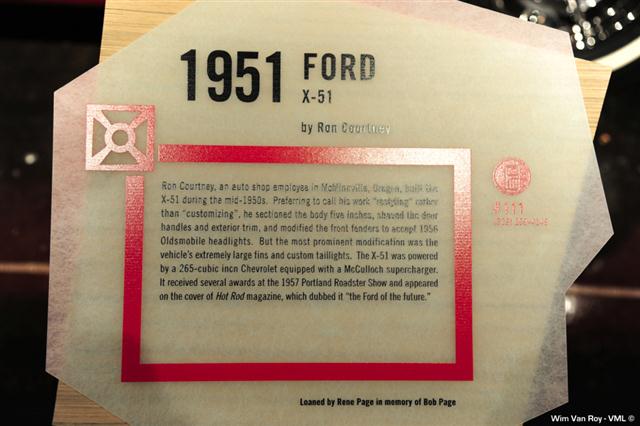 1951 FORD
X-51
by Ron Courtney
Ron Courtney, an auto shop employee in McMinnville, Oregon, built the
X-51 during the mid-1950s. Preferring to call his work "restyling" rather
than "customizing", he sectioned the body five inches, shaved the door
handles and exterior trim, and modified the front fenders to accept 1956
Oldsmobile headlights. But the most prominent modification was the
vehicle's extremely large fins and custom taillights. The X-51 was powered
by a 265-cubic incn Chevrolet equipped with a McCulloch supercharger.
It received several awards at the 1957 Portland Roadster Show and appeared
on the cover of Hot Rod magazine, which dubbed it "the Ford of the future."
Loaned by Rene Page in memory of Bob Page
Wim Van Roy - VML ©